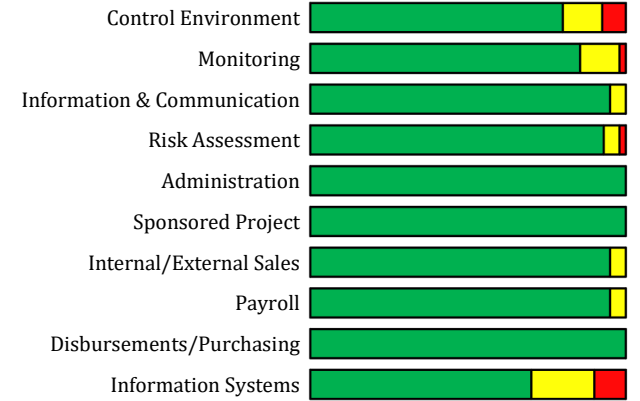 Control Environment
Monitoring
Information & Communication
Risk Assessment
Administration
Sponsored Project
Internal/External Sales
Payroll
Disbursements/Purchasing
Information Systems